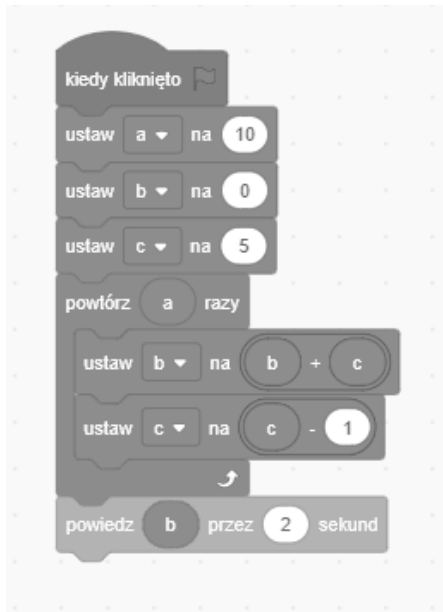 kiedy kliknięto
ustaw a na 10
ustaw b na 0
ustaw c na 5
powtórz a razy
ustaw b na b + c
ustaw c na c - 1
powiedz b przez 2 sekund